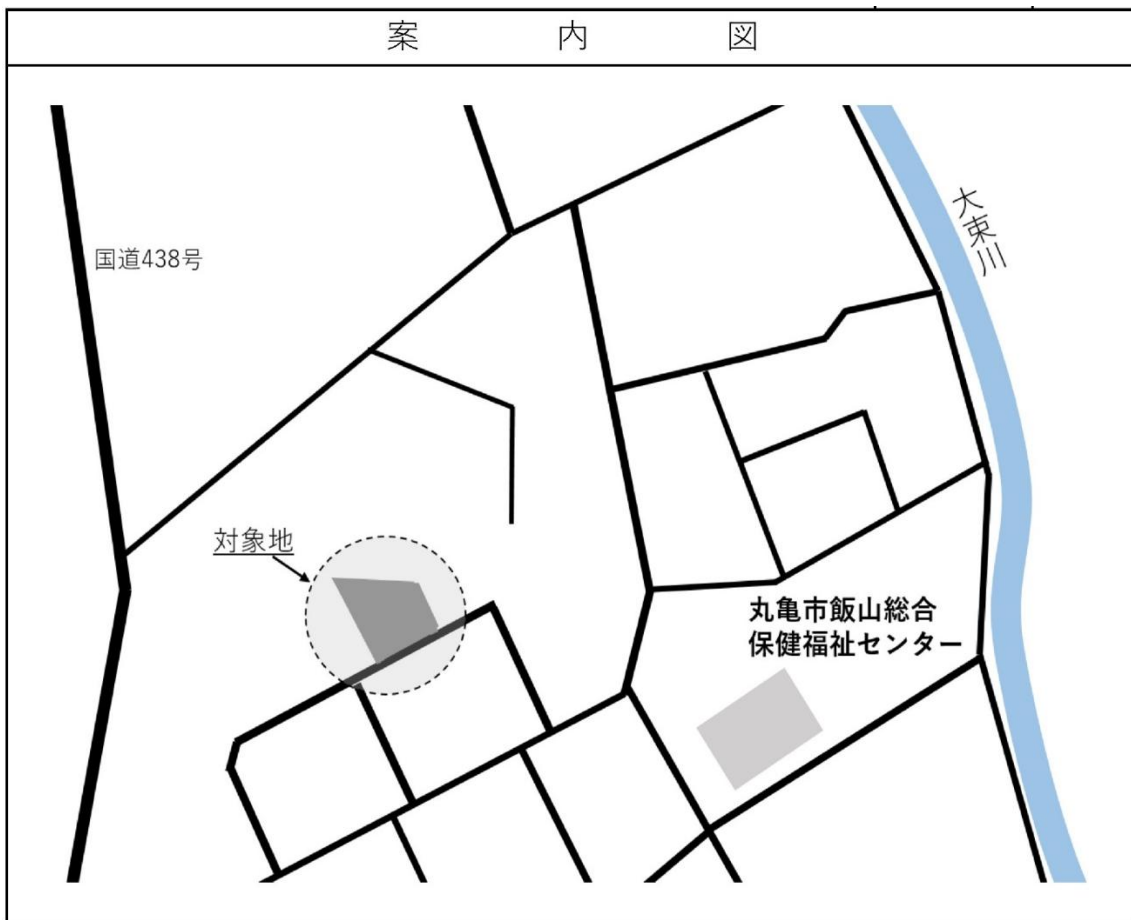 案内図
国道438号
大束川
対象地
丸亀市飯山総合
保健福祉センター